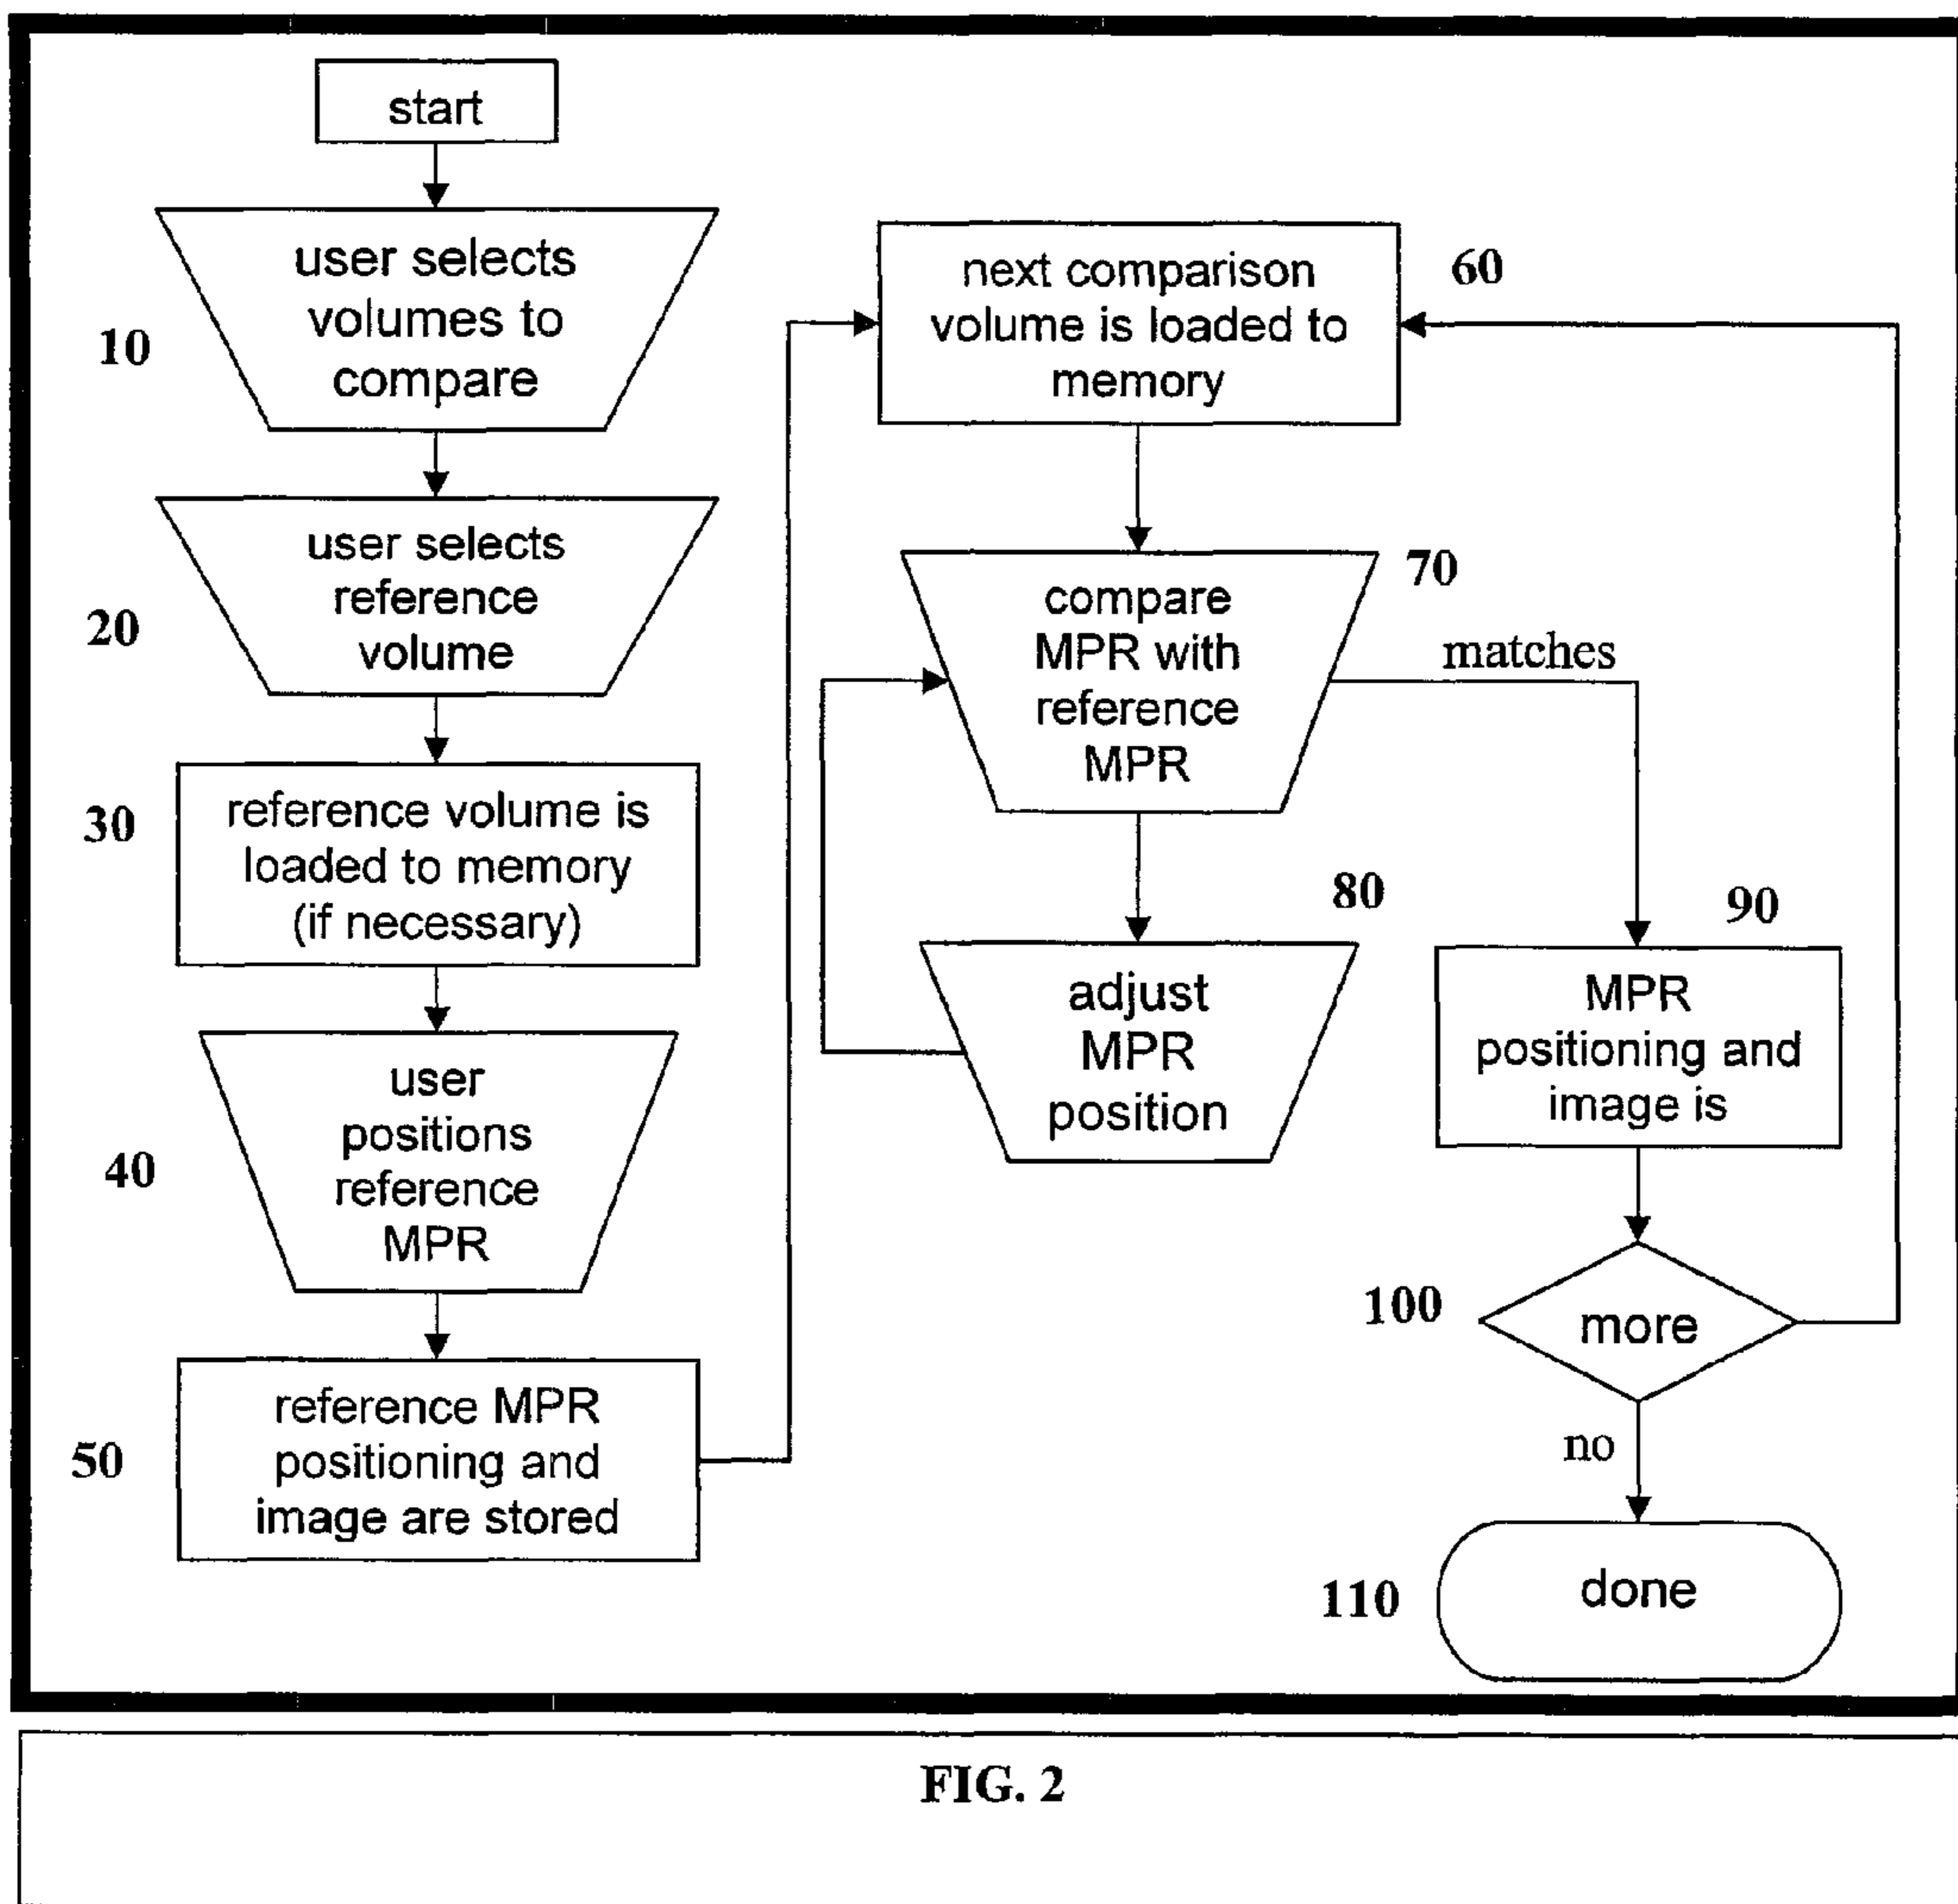 start
user selects
volumes to
compare
10
user selects
reference
volume
20
30
reference volume is
loaded to memory
(if necessary)
user
positions
reference
MPR
40
reference MPR
positioning and
image are stored
50
next comparison
volume is loaded to
memory
60
70
compare
MPR with
reference
MPR
matches
80
adjust
MPR
position
90
MPR
positioning and
image is
100
more
no
110
done
FIG. 2